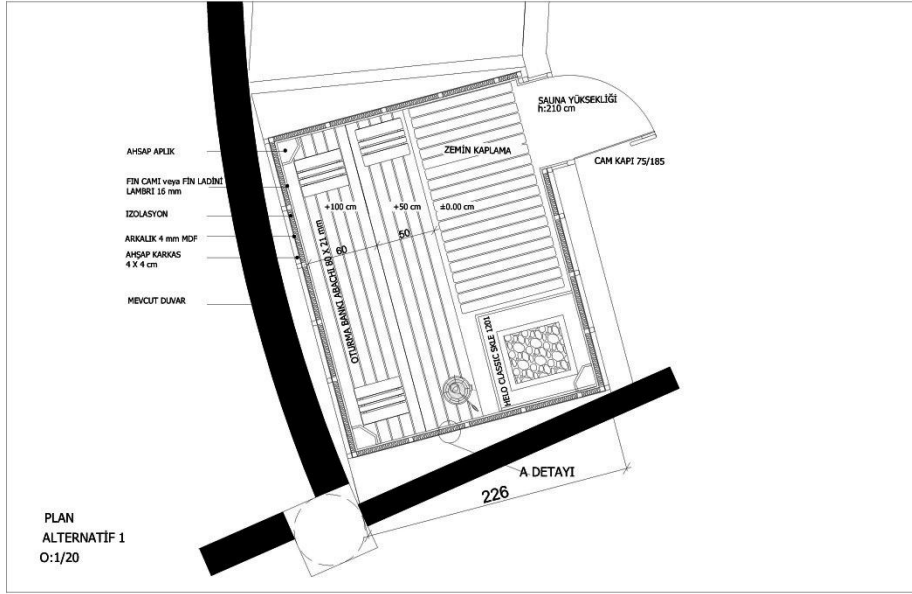 SAUNA YÜKSEKLİĞİ
h:210 cm
CAM KAPI 75/185
ZEMİN KAPLAMA
AHSAP APLIK
FIN CAMI veya FİN LADİNİ
LAMBRI 16 mm
IZOLASYON
ARKALIK 4 mm MDF
AHŞAP KARKAS
4 X 4 cm
MEVCUT DUVAR
+100 cm
+50 cm
±0.00 cm
60
50
OTURMA BANKI ABACHI 80 X 21 mm
HELO CLASSIC SKLE 1201
A DETAYI
226
PLAN
ALTERNATİF 1
O:1/20